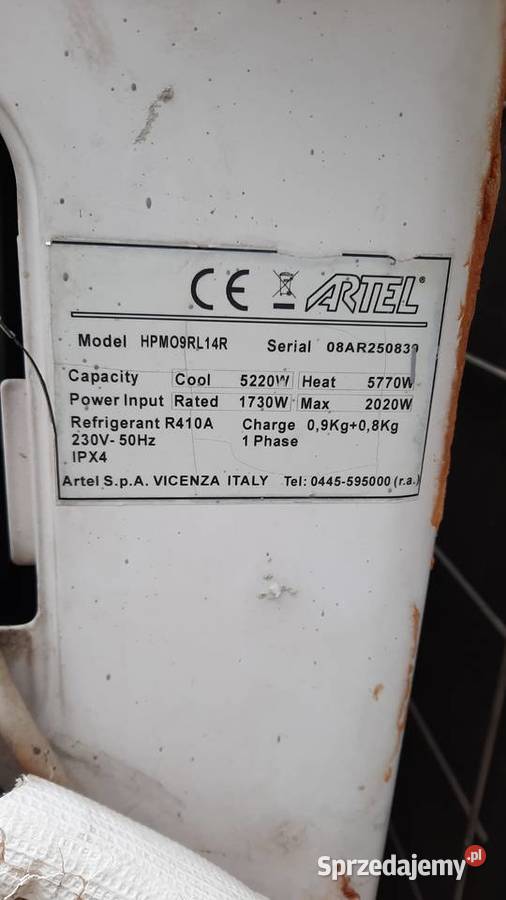 CE ARTEL®
Model HPMO9RL14R Serial 08AR250839
Capacity Cool 5220W Heat 5770W
Power Input Rated 1730W Max 2020W
Refrigerant R410A Charge 0,9Kg+0,8Kg
230V- 50Hz 1 Phase
IPX4
Artel S.p.A. VICENZA ITALY Tel: 0445-595000 (r.a.)
Sprzedajemy.pl